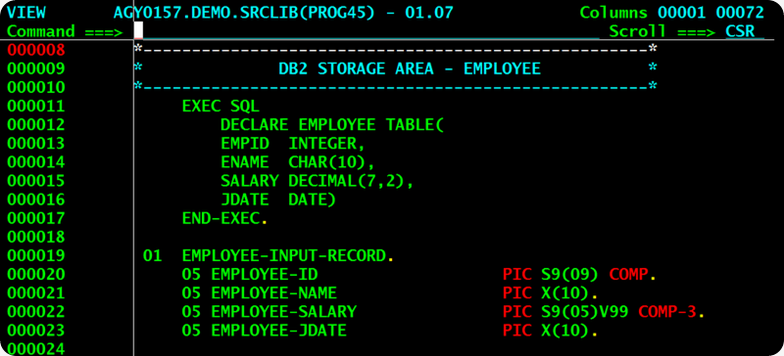 VIEW AGY0157.DEMO.SRCLIB(PROG45) - 01.07 Columns 00001 00072
Command ===> Scroll ===> CSR
000008 *-----------------------------------------------------*
000009 * DB2 STORAGE AREA - EMPLOYEE *
000010 *-----------------------------------------------------*
000011 EXEC SQL
000012 DECLARE EMPLOYEE TABLE(
000013 EMPID INTEGER,
000014 ENAME CHAR(10),
000015 SALARY DECIMAL(7,2),
000016 JDATE DATE)
000017 END-EXEC.
000018
000019 01 EMPLOYEE-INPUT-RECORD.
000020 05 EMPLOYEE-ID PIC S9(09) COMP.
000021 05 EMPLOYEE-NAME PIC X(10).
000022 05 EMPLOYEE-SALARY PIC S9(05)V99 COMP-3.
000023 05 EMPLOYEE-JDATE PIC X(10).
000024